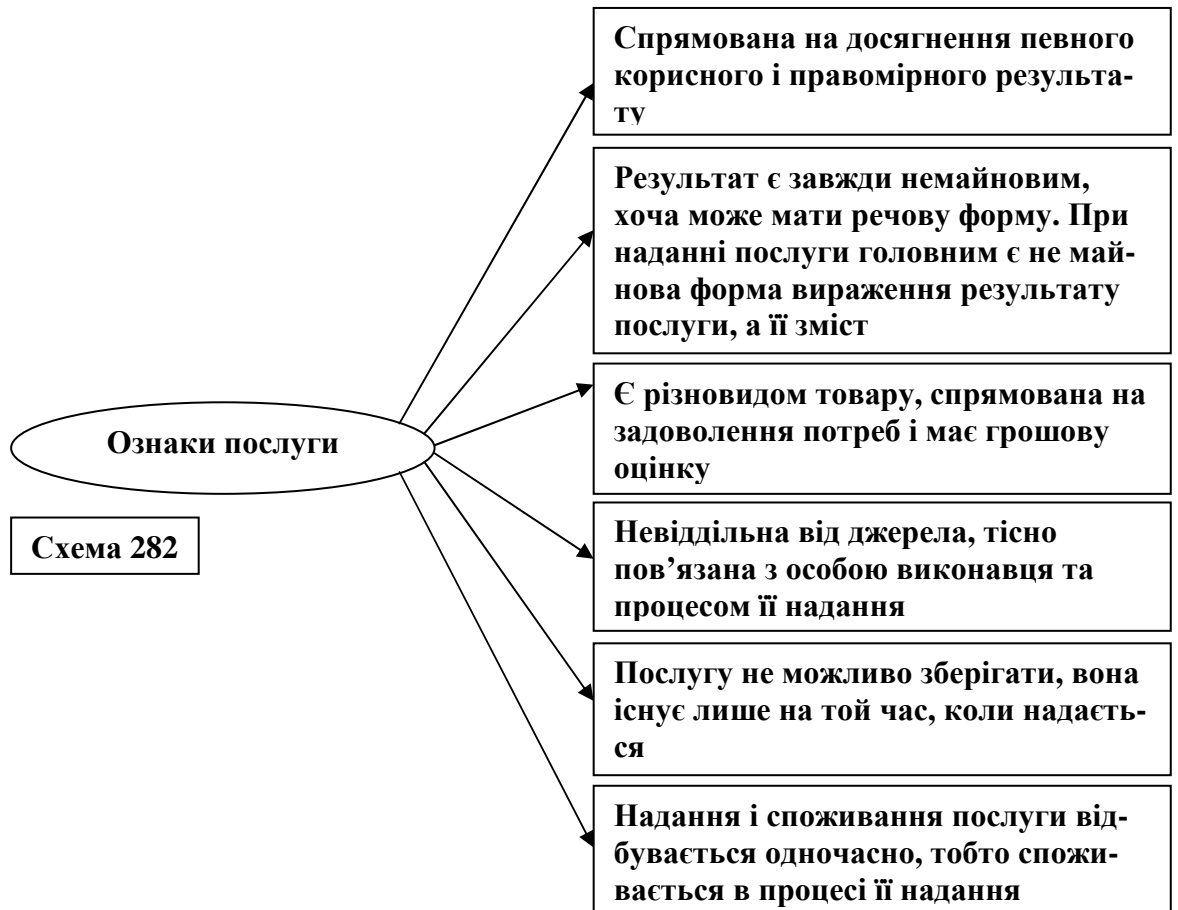 Спрямована на досягнення певного
корисного і правомірного результа-
ту
Результат є завжди немайновим,
хоча може мати речову форму. При
наданні послуги головним є не май-
нова форма вираження результату
послуги, а її зміст
Є різновидом товару, спрямована на
задоволення потреб і має грошову
оцінку
Ознаки послуги
Схема 282
Невіддільна від джерела, тісно
пов’язана з особою виконавця та
процесом її надання
Послугу не можливо зберігати, вона
існує лише на той час, коли надаєть-
ся
Надання і споживання послуги від-
бувається одночасно, тобто спожи-
вається в процесі її надання